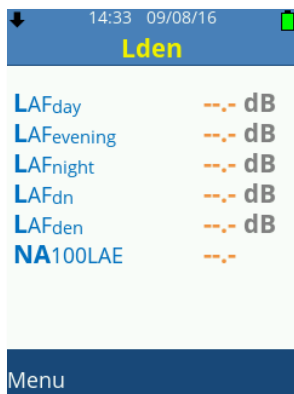 14:33 09/08/16
Lden
LAFday --.- dB
LAFevening --.- dB
LAFnight --.- dB
LAFdn --.- dB
LAFden --.- dB
NA100LAE --.-
Menu